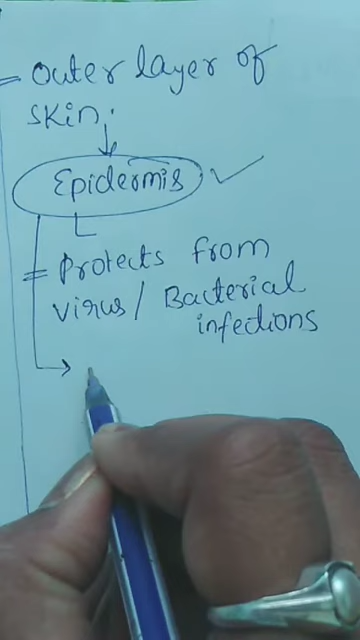 - outer layer of
skin.
Epidermis
= Protects from
virus/ Bacterial
infections